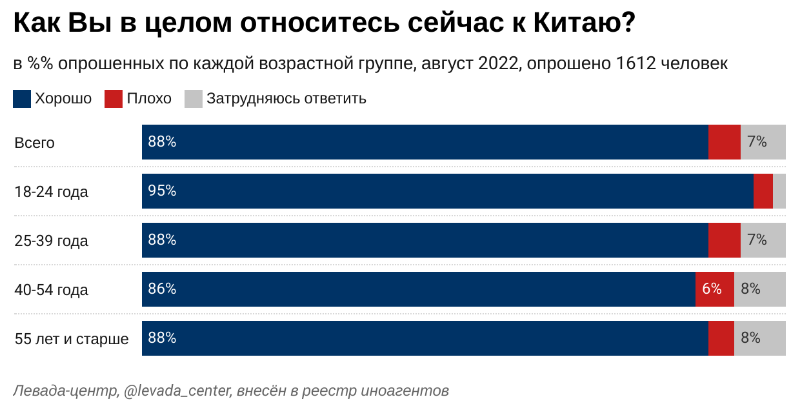 Как Вы в целом относитесь сейчас к Китаю?
в %% опрошенных по каждой возрастной группе, август 2022, опрошено 1612 человек
Хорошо Плохо Затрудняюсь ответить
Всего 88% 7%
18-24 года 95%
25-39 года 88% 7%
40-54 года 86% 6% 8%
55 лет и старше 88% 8%
Левада-центр, @levada_center, внесён в реестр иноагентов